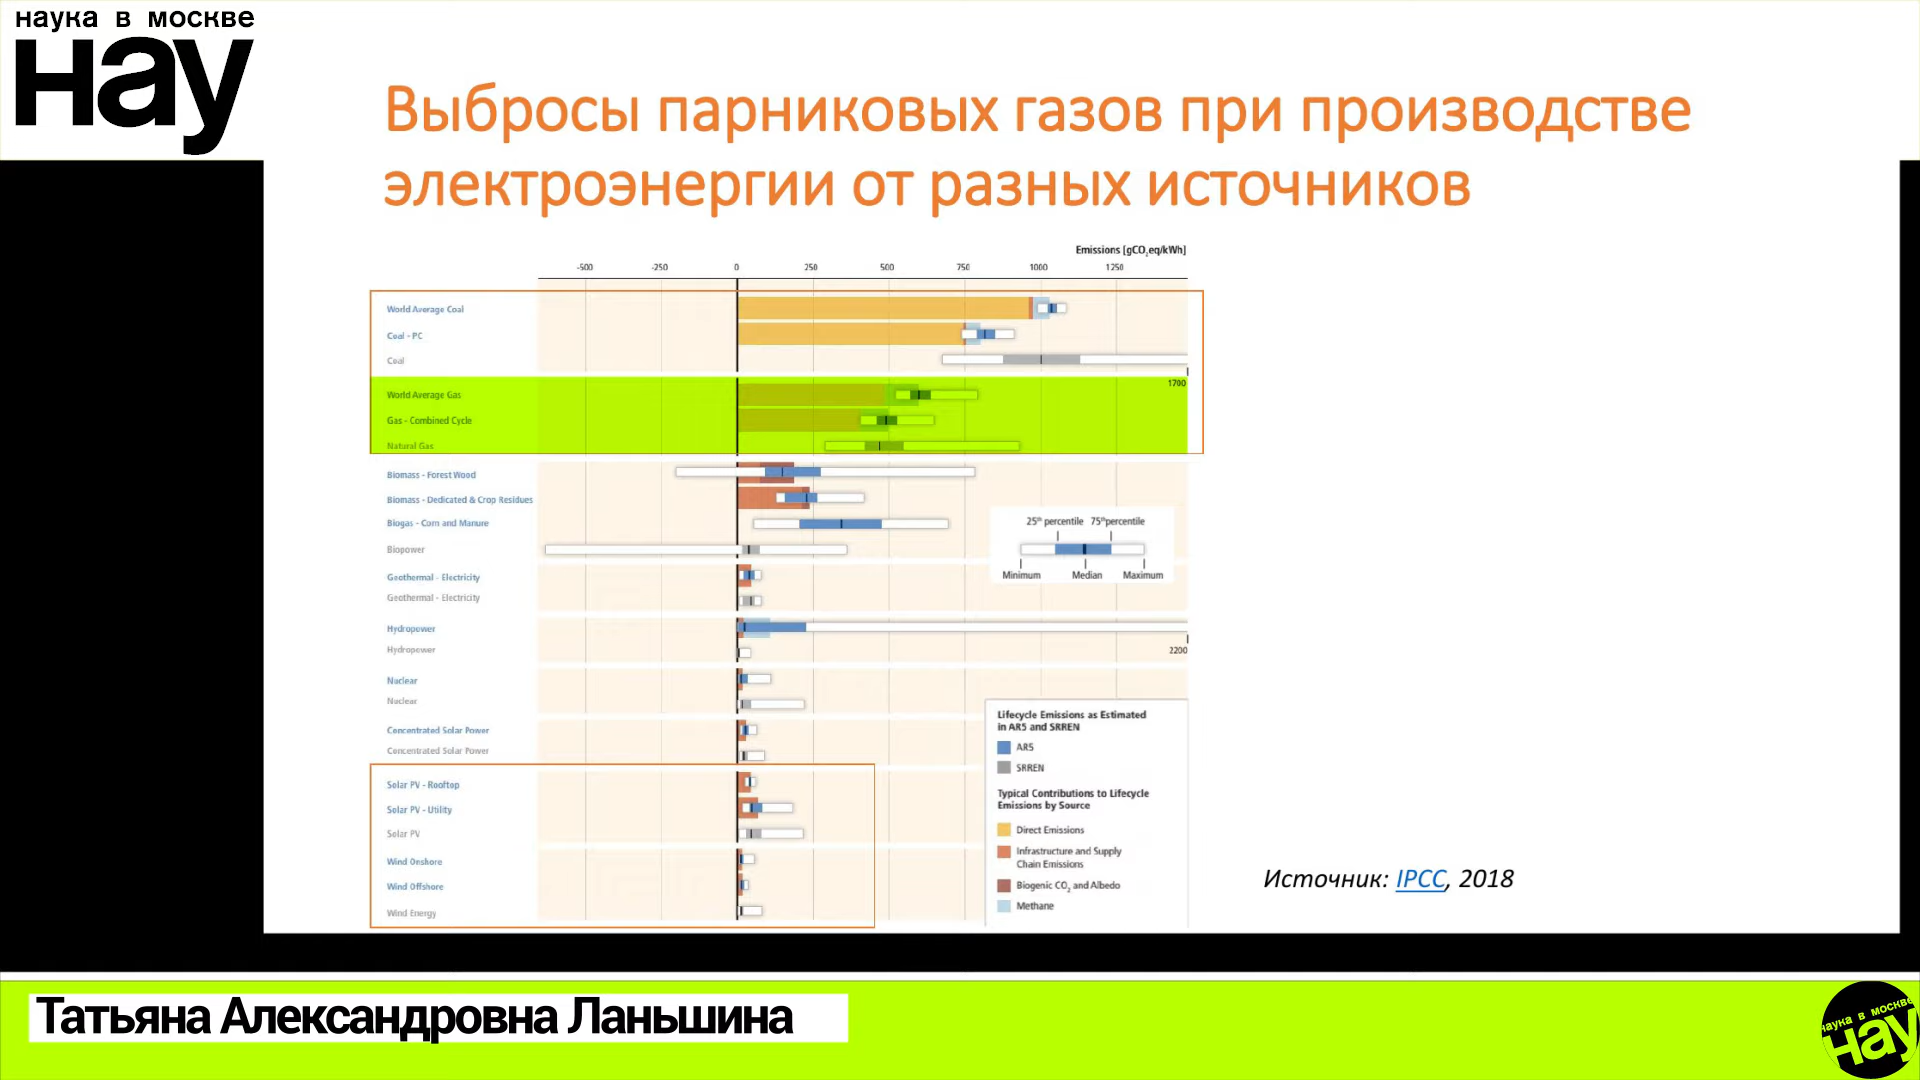 наука в москве
нау
Выбросы парниковых газов при производстве
электроэнергии от разных источников
Emissions [gCO2eq/kWh]
-500 -250 0 250 500 750 1000 1250
World Average Coal
Coal - PC
Coal
1700
World Average Gas
Gas - Combined Cycle
Natural Gas
Biomass - Forest Wood
Biomass - Dedicated & Crop Residues
Biogas - Corn and Manure
Biopower
25th percentile 75th percentile
Minimum Median Maximum
Geothermal - Electricity
Geothermal - Electricity
Hydropower
Hydropower
2200
Nuclear
Nuclear
Concentrated Solar Power
Concentrated Solar Power
Solar PV - Rooftop
Solar PV - Utility
Solar PV
Wind Onshore
Wind Offshore
Wind Energy
Lifecycle Emissions as Estimated
in AR5 and SRREN
AR5
SRREN
Typical Contributions to Lifecycle
Emissions by Source
Direct Emissions
Infrastructure and Supply
Chain Emissions
Biogenic CO2 and Albedo
Methane
Источник: IPCC, 2018
Татьяна Александровна Ланьшина
наука в москве
нау